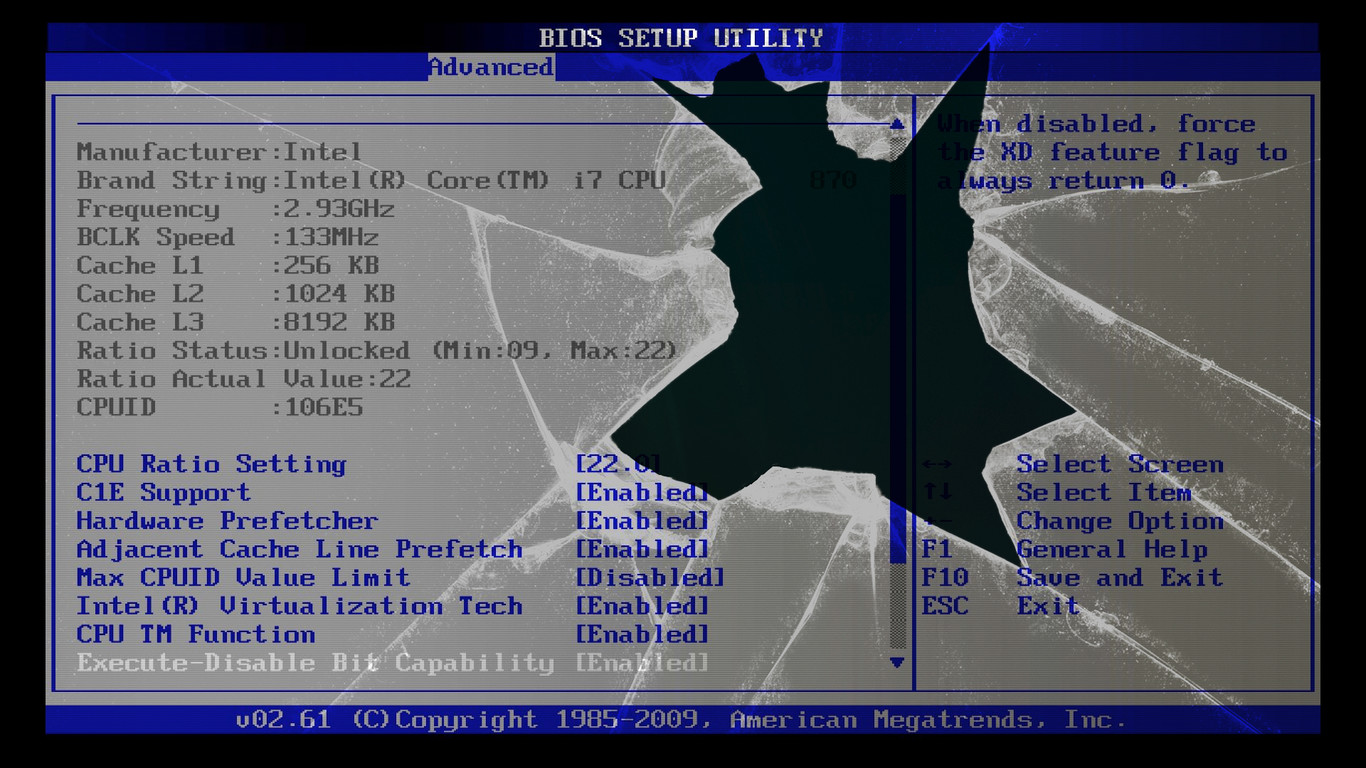 BIOS SETUP UTILITY
Advanced
Manufacturer:Intel
Brand String:Intel(R) Core(TM) i7 CPU 870
Frequency :2.93GHz
BCLK Speed :133MHz
Cache L1 :256 KB
Cache L2 :1024 KB
Cache L3 :8192 KB
Ratio Status:Unlocked (Min:09, Max:22)
Ratio Actual Value:22
CPUID :106E5
CPU Ratio Setting [22.0]
C1E Support [Enabled]
Hardware Prefetcher [Enabled]
Adjacent Cache Line Prefetch [Enabled]
Max CPUID Value Limit [Disabled]
Intel(R) Virtualization Tech [Enabled]
CPU TM Function [Enabled]
Execute-Disable Bit Capability [Enabled]
When disabled, force
the XD feature flag to
always return 0.
↔ Select Screen
↑↓ Select Item
+- Change Option
F1 General Help
F10 Save and Exit
ESC Exit
v02.61 (C)Copyright 1985-2009, American Megatrends, Inc.